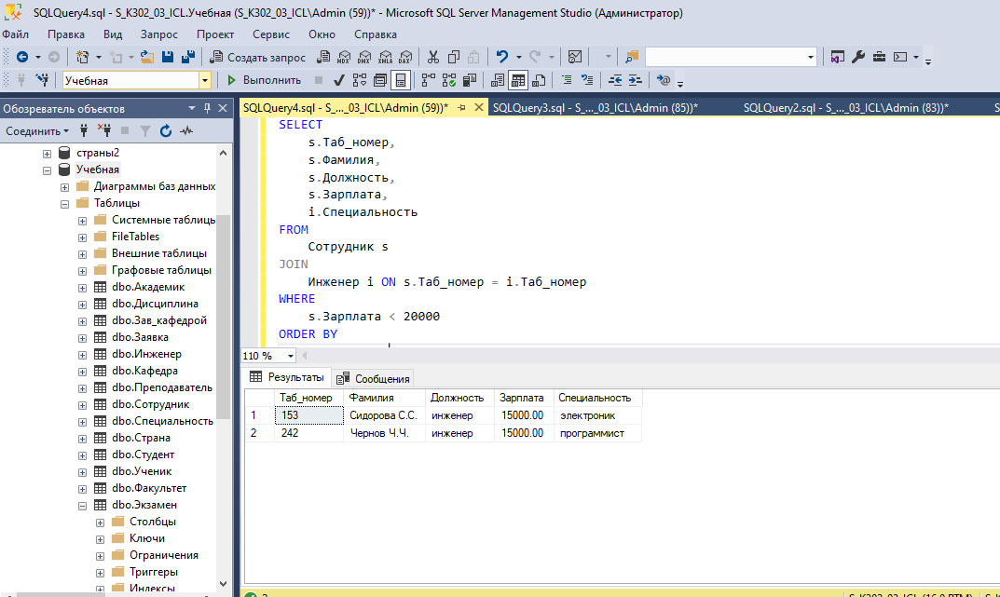 SQLQuery4.sql - S_K302_03_ICL.Учебная (S_K302_03_ICL\Admin (59))* - Microsoft SQL Server Management Studio (Администратор)
Файл Правка Вид Запрос Проект Сервис Окно Справка
Создать запрос MDX DMX XMLA DAX
Учебная Выполнить
Обозреватель объектов
Соединить
страны2
Учебная
Диаграммы баз данных
Таблицы
Системные таблицы
FileTables
Внешние таблицы
Графовые таблицы
dbo.Академик
dbo.Дисциплина
dbo.Зав_кафедрой
dbo.Заявка
dbo.Инженер
dbo.Кафедра
dbo.Преподаватель
dbo.Сотрудник
dbo.Специальность
dbo.Страна
dbo.Студент
dbo.Ученик
dbo.Факультет
dbo.Экзамен
Столбцы
Ключи
Ограничения
Триггеры
Индексы
SQLQuery4.sql - S_..._03_ICL\Admin (59))* SQLQuery3.sql - S_..._03_ICL\Admin (85))* SQLQuery2.sql - S_..._03_ICL\Admin (83))* S
SELECT
s.Таб_номер,
s.Фамилия,
s.Должность,
s.Зарплата,
i.Специальность
FROM
Сотрудник s
JOIN
Инженер i ON s.Таб_номер = i.Таб_номер
WHERE
s.Зарплата < 20000
ORDER BY
110 %
Результаты Сообщения
Таб_номер Фамилия Должность Зарплата Специальность
1 153 Сидорова С.С. инженер 15000.00 электроник
2 242 Чернов Ч.Ч. инженер 15000.00 программист